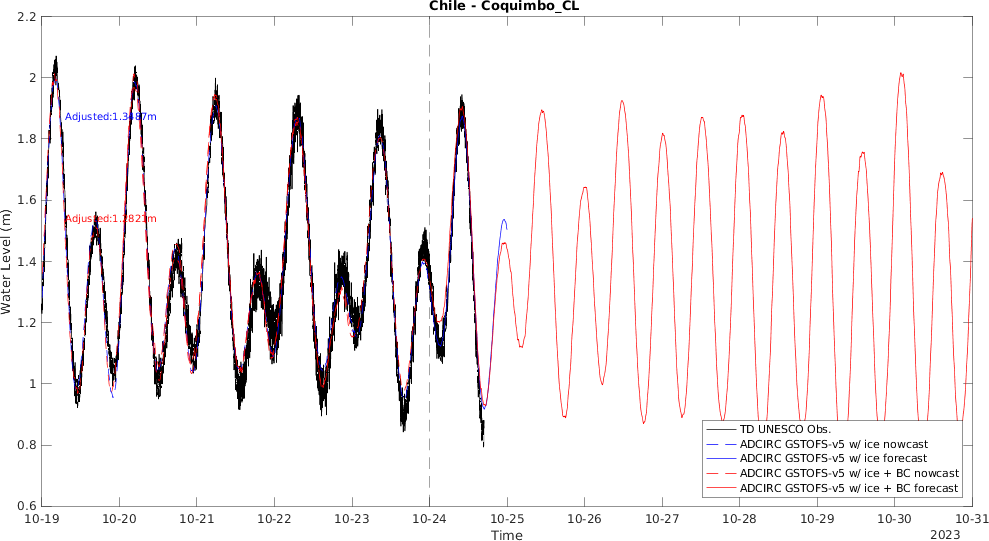 Chile - Coquimbo_CL
2.2
2
1.8
1.6
1.4
1.2
1
0.8
0.6
Water Level (m)
Adjusted:1.3487m
Adjusted:1.2821m
TD UNESCO Obs.
ADCIRC GSTOFS-v5 w/ ice nowcast
ADCIRC GSTOFS-v5 w/ ice forecast
ADCIRC GSTOFS-v5 w/ ice + BC nowcast
ADCIRC GSTOFS-v5 w/ ice + BC forecast
10-19 10-20 10-21 10-22 10-23 10-24 10-25 10-26 10-27 10-28 10-29 10-30 10-31
Time
2023